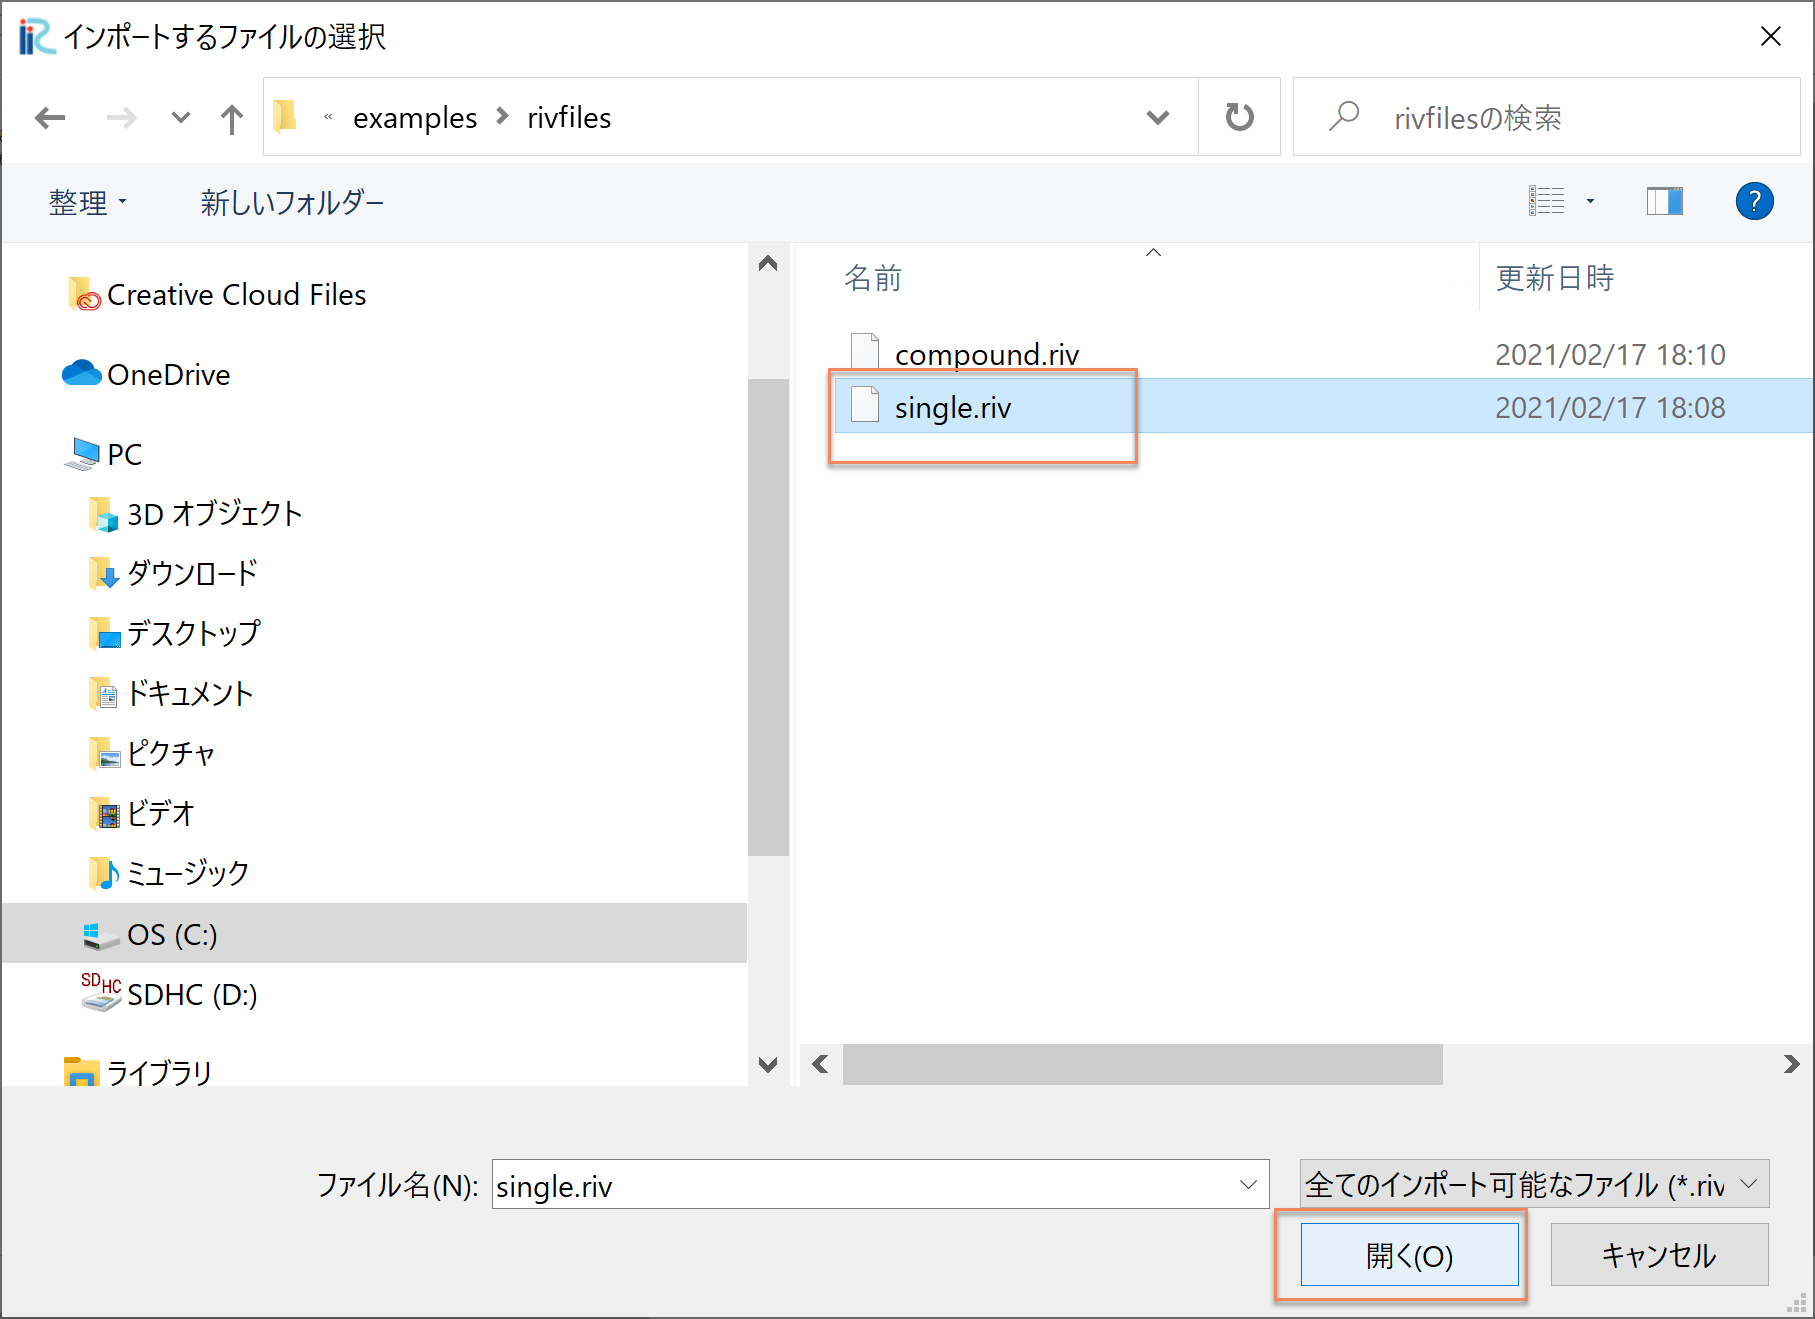 インポートするファイルの選択
« examples > rivfiles
rivfilesの検索
整理
新しいフォルダー
?
Creative Cloud Files
OneDrive
PC
3D オブジェクト
ダウンロード
デスクトップ
ドキュメント
ピクチャ
ビデオ
ミュージック
OS (C:)
SDHC
SDHC (D:)
ライブラリ
名前
更新日時
compound.riv
2021/02/17 18:10
single.riv
2021/02/17 18:08
ファイル名(N):
single.riv
全てのインポート可能なファイル (*.riv
開く(O)
キャンセル